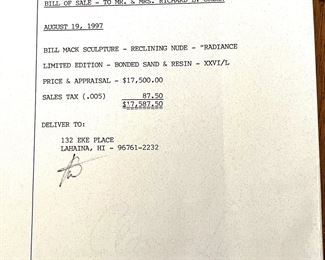 BILL OF SALE - TO MR. & MRS. RICHARD D.
AUGUST 19, 1997
BILL MACK SCULPTURE - RECLINING NUDE - "RADIANCE
LIMITED EDITION - BONDED SAND & RESIN - XXVI/L
PRICE & APPRAISAL - $17,500.00
SALES TAX (.005) 87.50
$17,587.50
DELIVER TO:
132 EKE PLACE
LAHAINA, HI - 96761-2232